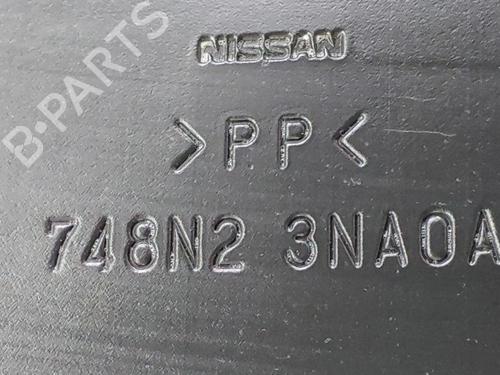 B-PARTS
NISSAN
>PP<
748N2 3NA0A